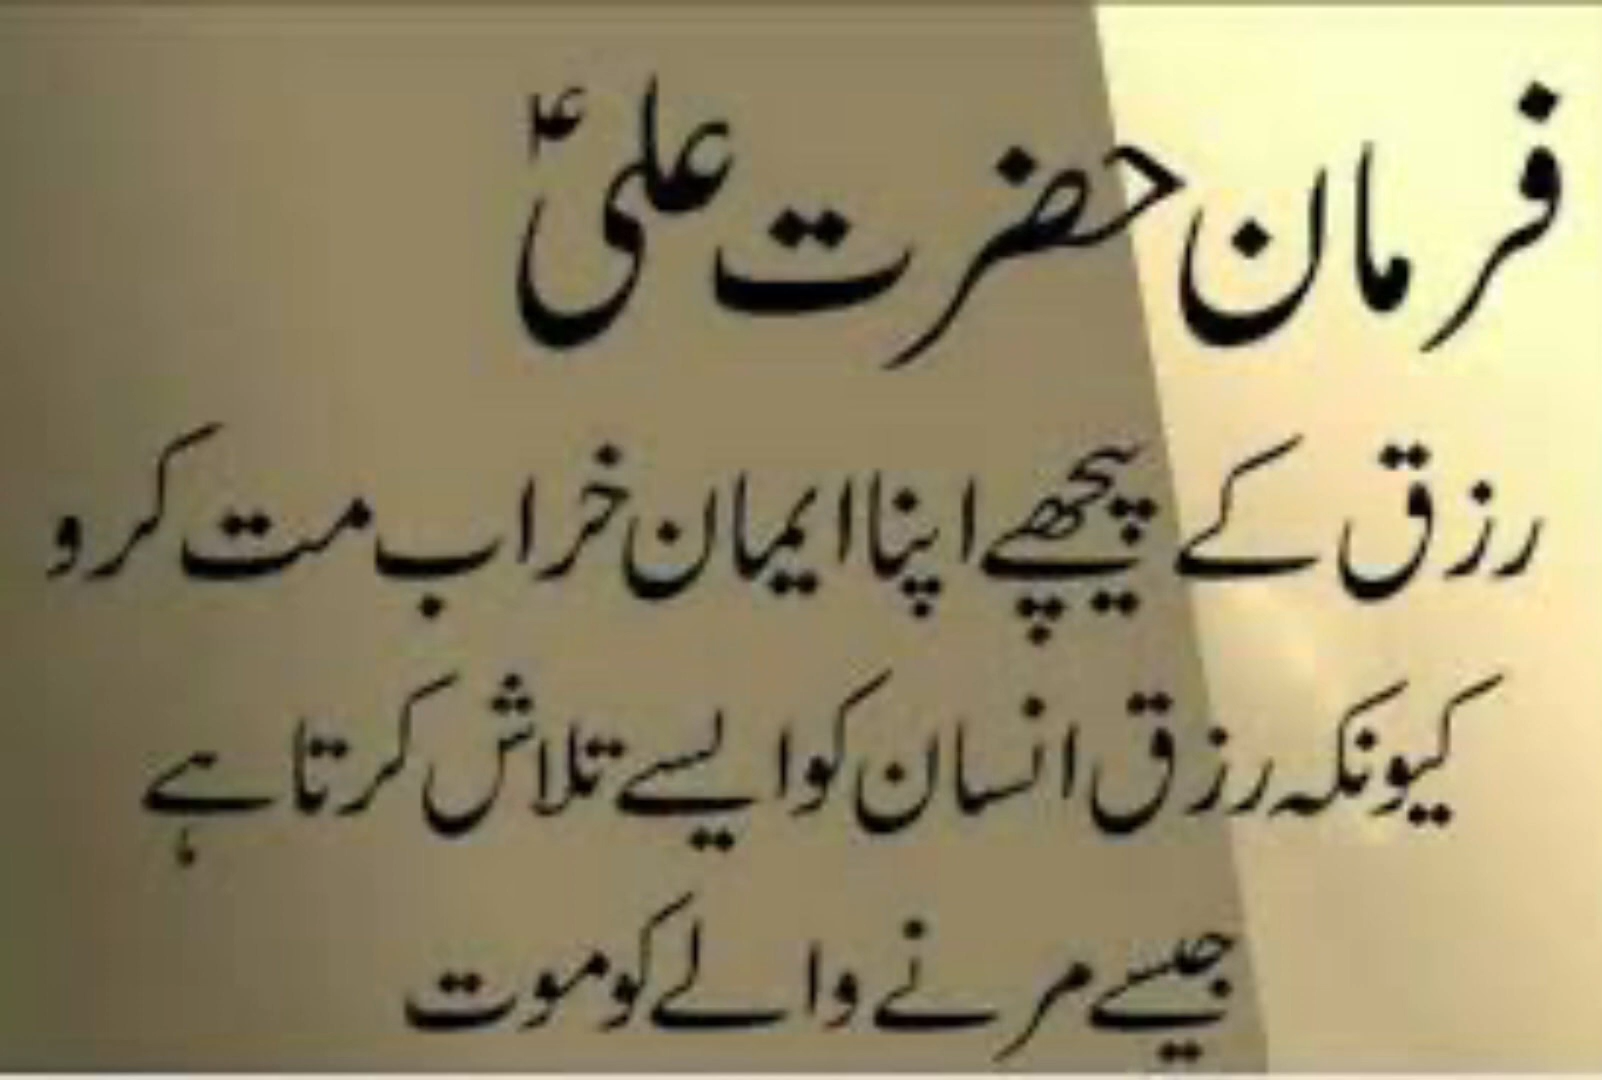 فرمان حضرت علیؑ
رزق کے پیچھے اپنا ایمان خراب مت کرو
کیونکہ رزق انسان کو ایسے تلاش کرتا ہے
جیسے مرنے والے کو موت